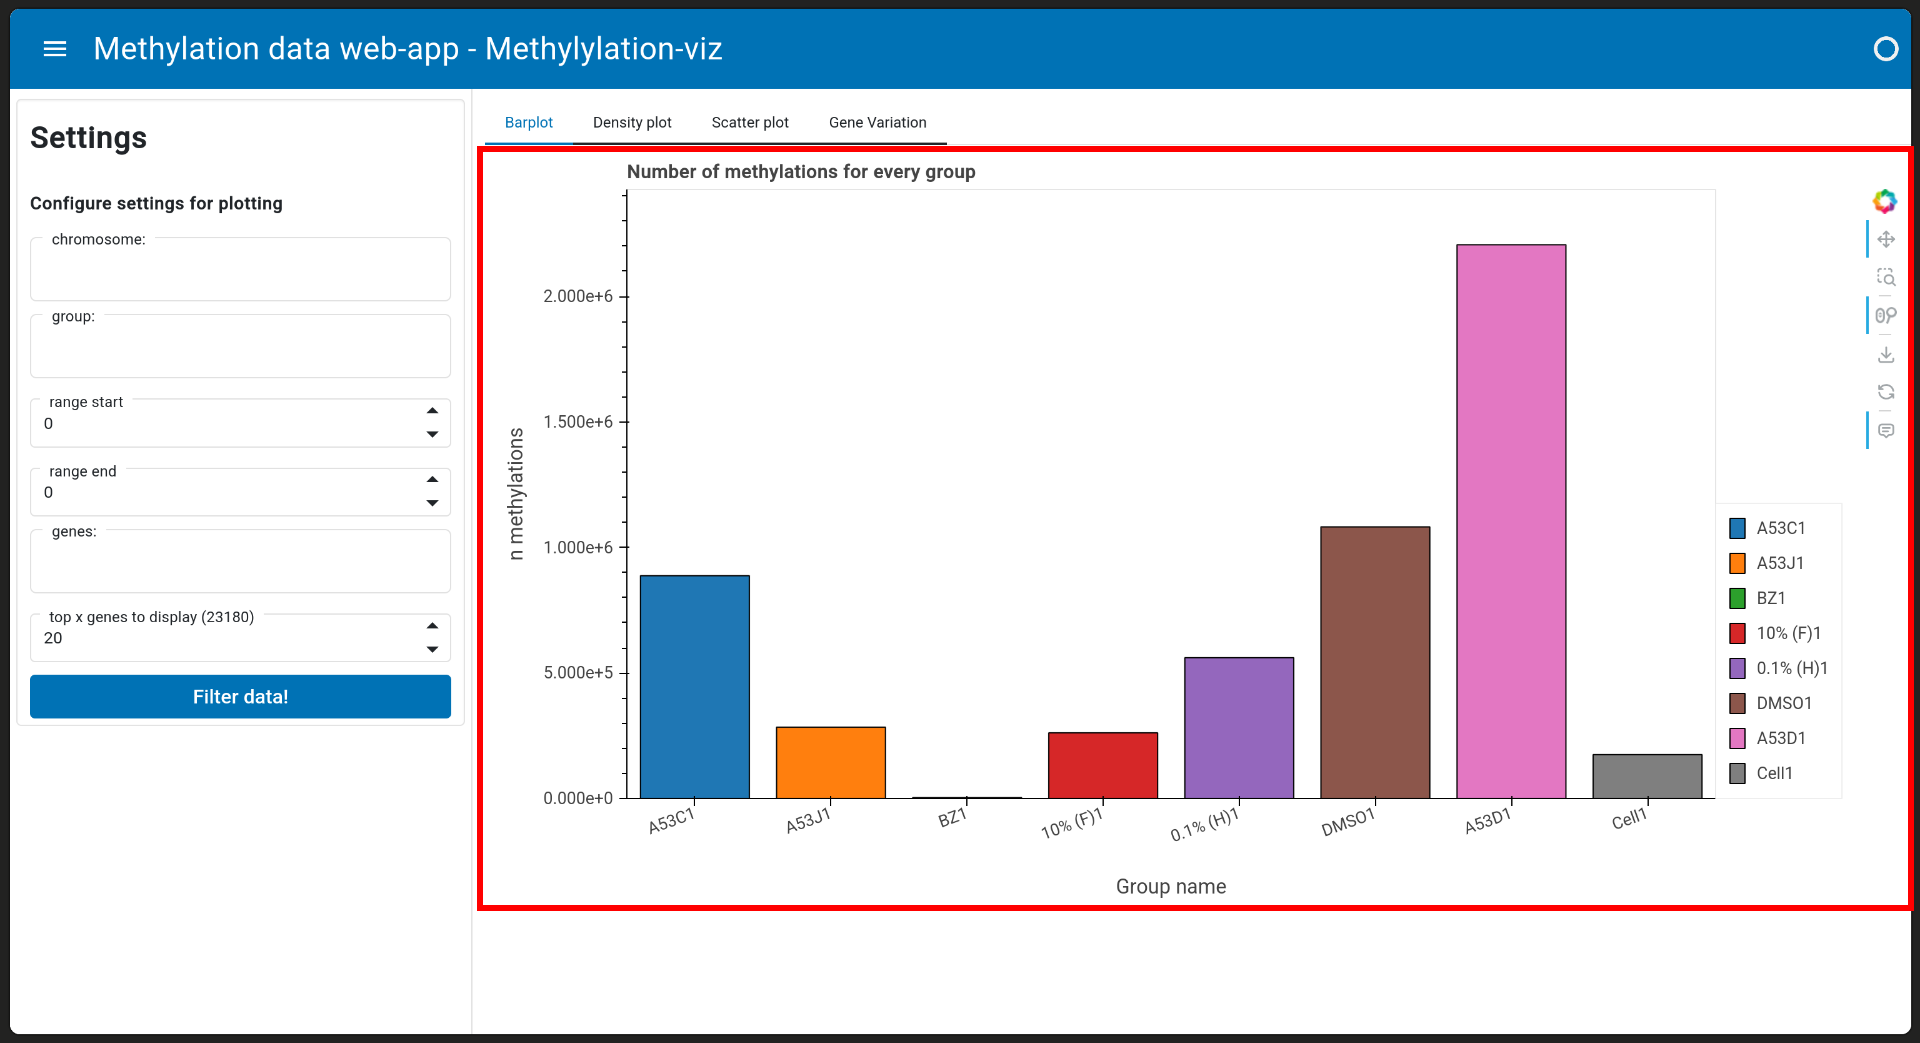 Methylation data web-app - Methylylation-viz
Settings
Configure settings for plotting
chromosome:
group:
range start
0
range end
0
genes:
top x genes to display (23180)
20
Filter data!
Barplot Density plot Scatter plot Gene Variation
Number of methylations for every group
n methylations
2.000e+6
1.500e+6
1.000e+6
5.000e+5
0.000e+0
A53C1 A53J1 BZ1 10% (F)1 0.1% (H)1 DMSO1 A53D1 Cell1
Group name
A53C1
A53J1
BZ1
10% (F)1
0.1% (H)1
DMSO1
A53D1
Cell1